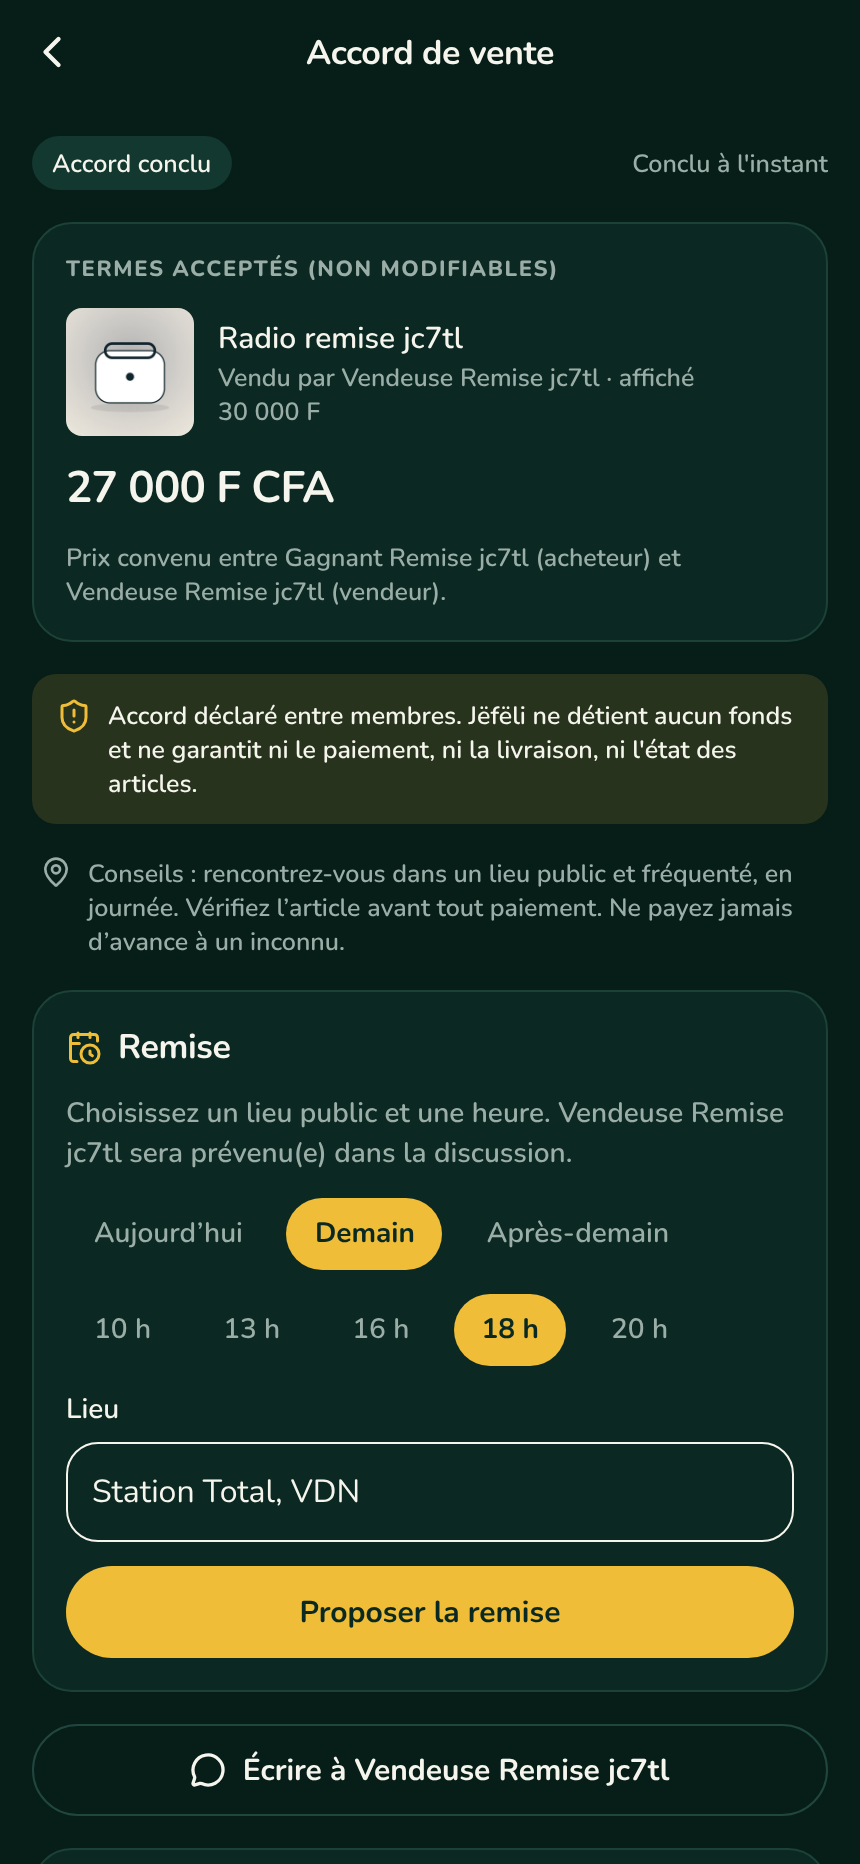 Accord de vente
Accord conclu
Conclu à l'instant
TERMES ACCEPTÉS (NON MODIFIABLES)
Radio remise jc7tl
Vendu par Vendeuse Remise jc7tl · affiché
30 000 F
27 000 F CFA
Prix convenu entre Gagnant Remise jc7tl (acheteur) et
Vendeuse Remise jc7tl (vendeur).
Accord déclaré entre membres. Jëfëli ne détient aucun fonds
et ne garantit ni le paiement, ni la livraison, ni l'état des
articles.
Conseils : rencontrez-vous dans un lieu public et fréquenté, en
journée. Vérifiez l’article avant tout paiement. Ne payez jamais
d’avance à un inconnu.
Remise
Choisissez un lieu public et une heure. Vendeuse Remise
jc7tl sera prévenu(e) dans la discussion.
Aujourd’hui Demain Après-demain
10 h 13 h 16 h 18 h 20 h
Lieu
Station Total, VDN
Proposer la remise
Écrire à Vendeuse Remise jc7tl